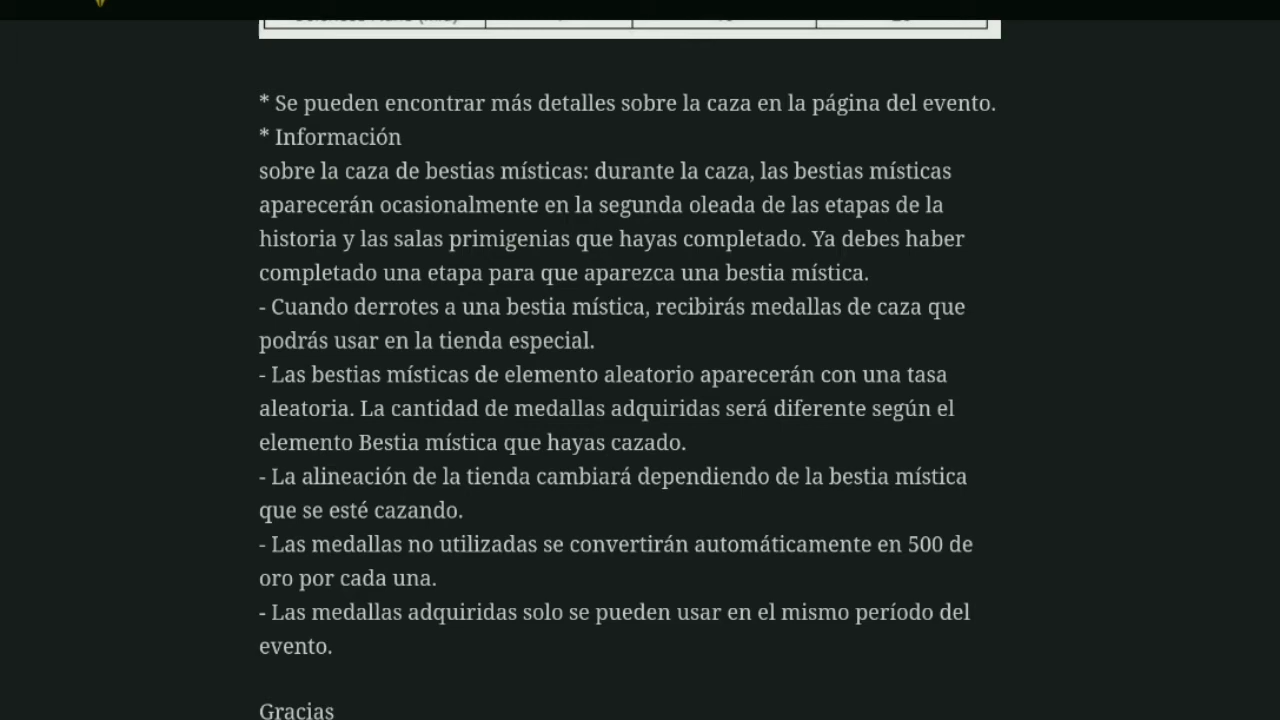 * Se pueden encontrar más detalles sobre la caza en la página del evento.
* Información
sobre la caza de bestias místicas: durante la caza, las bestias místicas
aparecerán ocasionalmente en la segunda oleada de las etapas de la
historia y las salas primigenias que hayas completado. Ya debes haber
completado una etapa para que aparezca una bestia mística.
- Cuando derrotes a una bestia mística, recibirás medallas de caza que
podrás usar en la tienda especial.
- Las bestias místicas de elemento aleatorio aparecerán con una tasa
aleatoria. La cantidad de medallas adquiridas será diferente según el
elemento Bestia mística que hayas cazado.
- La alineación de la tienda cambiará dependiendo de la bestia mística
que se esté cazando.
- Las medallas no utilizadas se convertirán automáticamente en 500 de
oro por cada una.
- Las medallas adquiridas solo se pueden usar en el mismo período del
evento.
Gracias